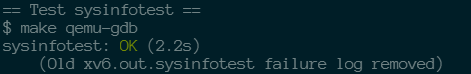 == Test sysinfotest ==
$ make qemu-gdb
sysinfotest: OK (2.2s)
    (Old xv6.out.sysinfotest failure log removed)